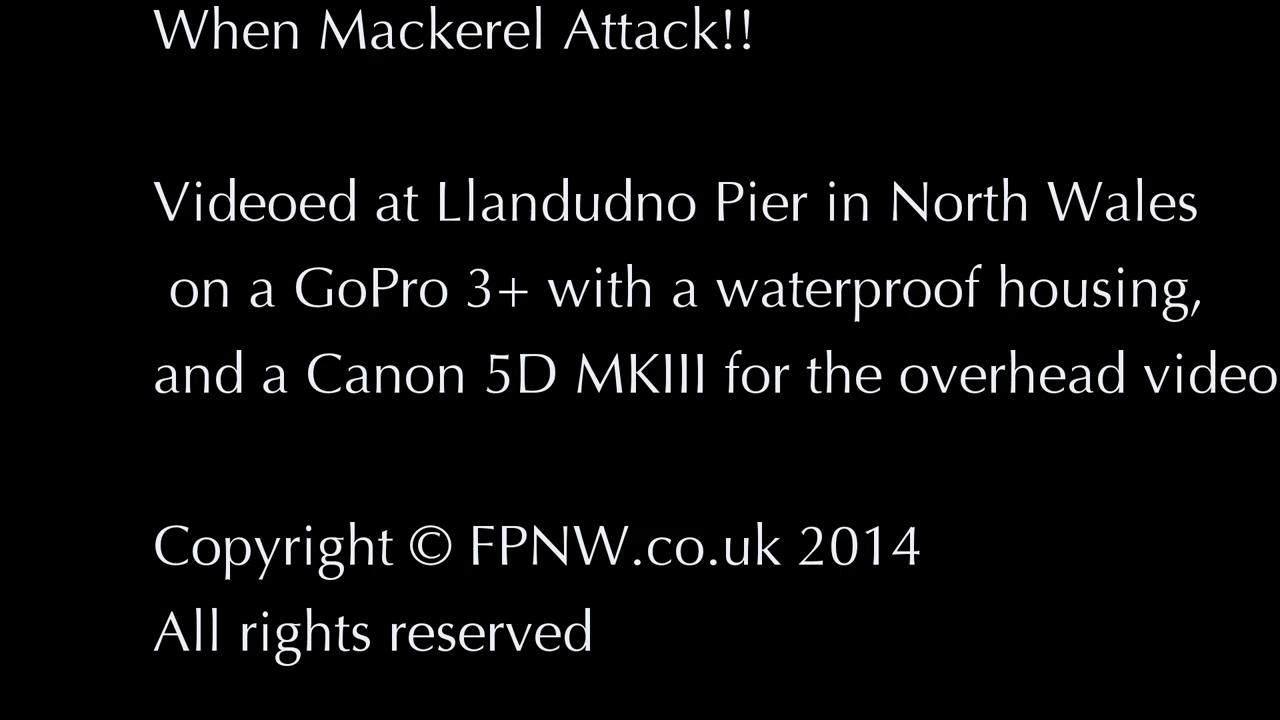 When Mackerel Attack!!
Videoed at Llandudno Pier in North Wales
on a GoPro 3+ with a waterproof housing,
and a Canon 5D MKIII for the overhead video
Copyright © FPNW.co.uk 2014
All rights reserved